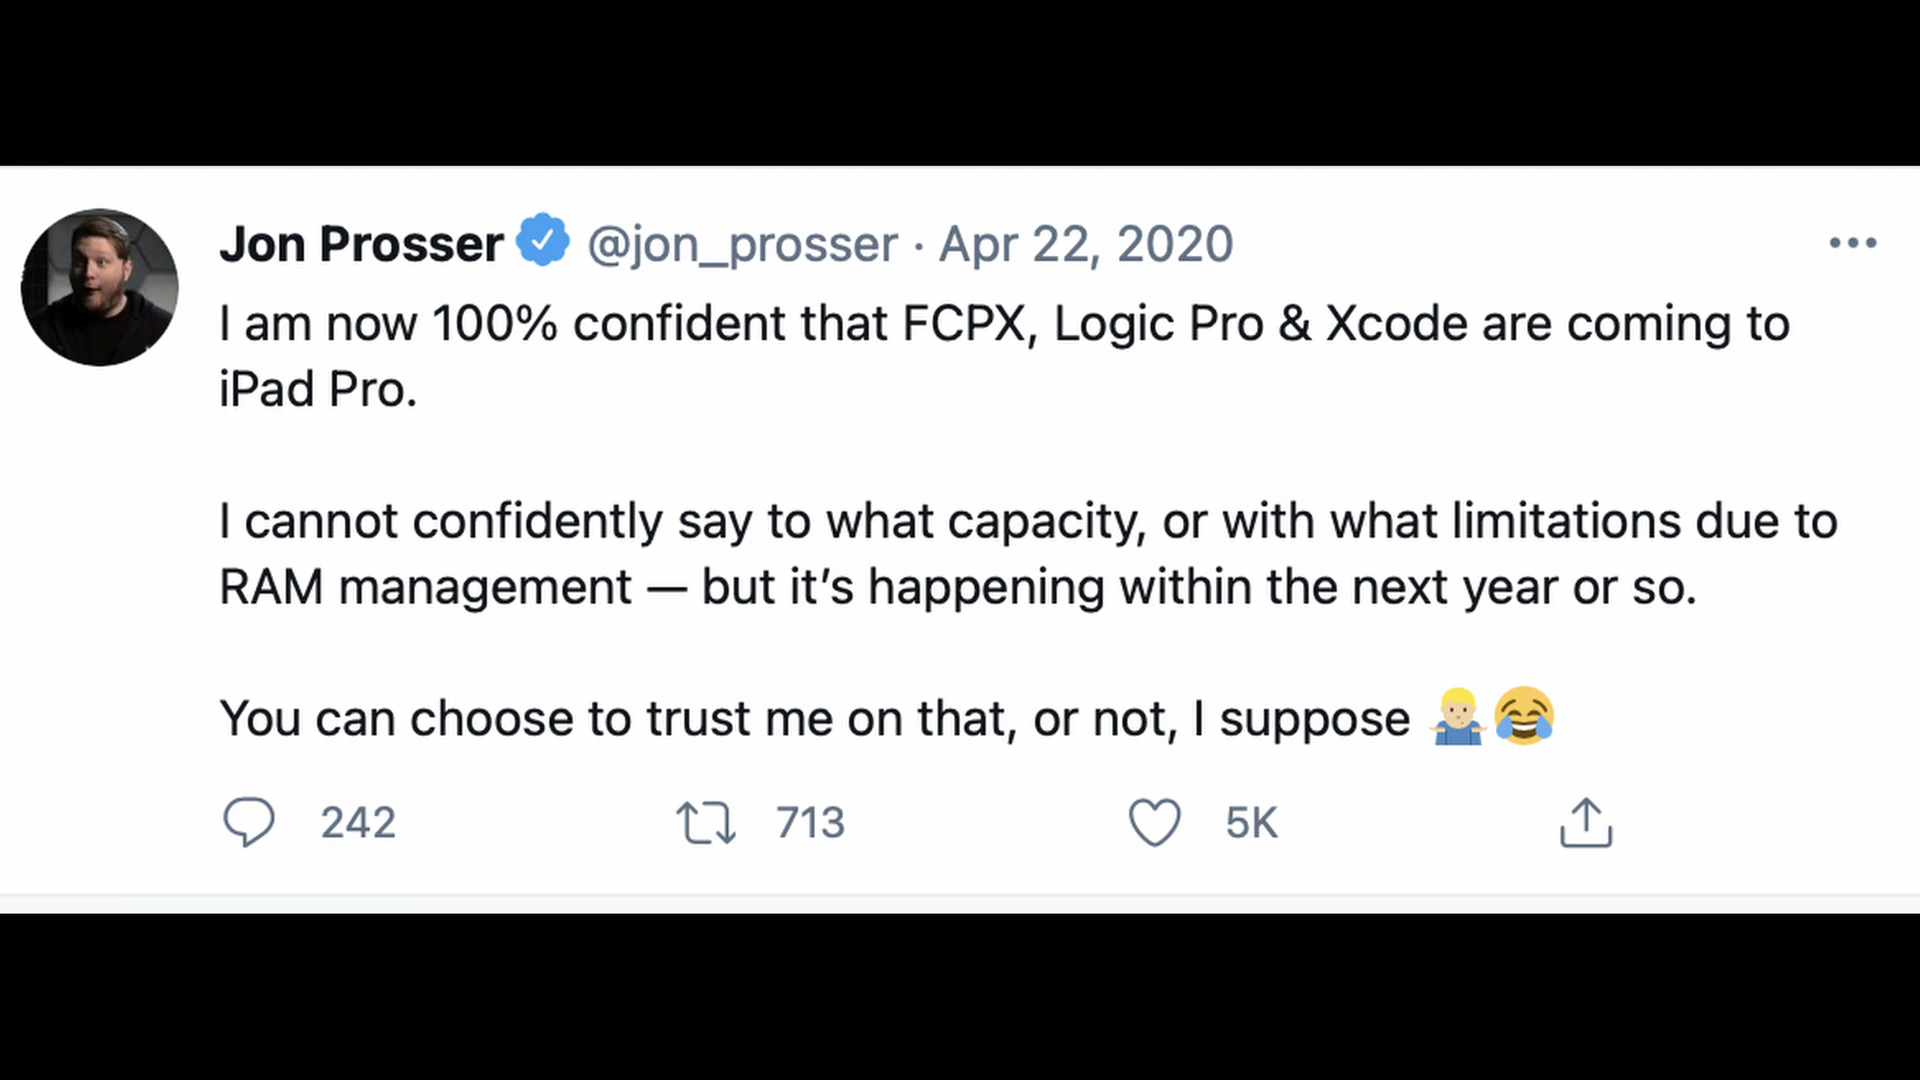 Jon Prosser @jon_prosser · Apr 22, 2020
I am now 100% confident that FCPX, Logic Pro & Xcode are coming to
iPad Pro.
I cannot confidently say to what capacity, or with what limitations due to
RAM management — but it’s happening within the next year or so.
You can choose to trust me on that, or not, I suppose 🤷🏼‍♂️😂
242 713 5K